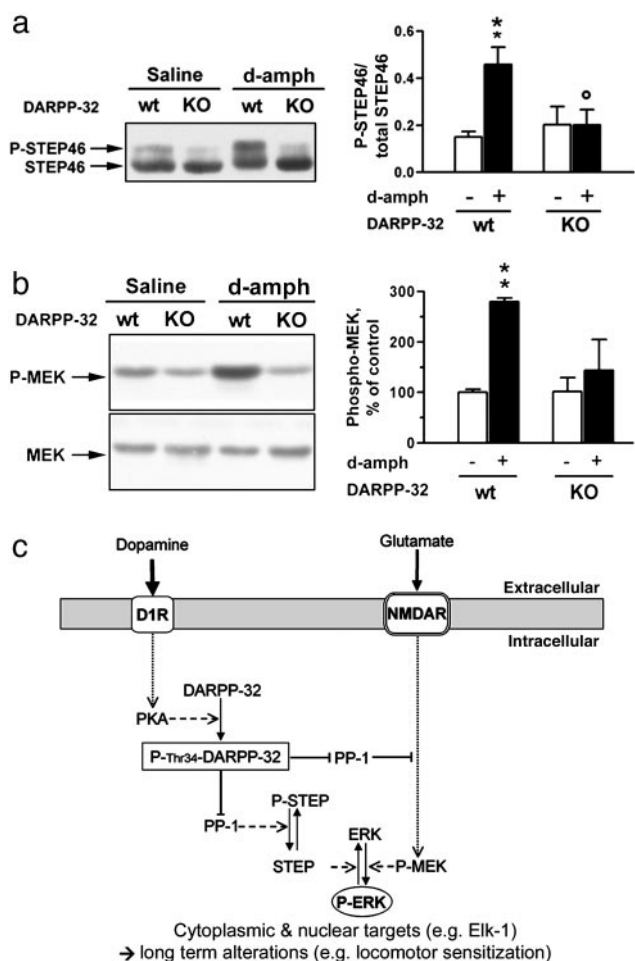 a
Saline d-amph
DARPP-32 wt KO wt KO
P-STEP46
STEP46
P-STEP46/
total STEP46
0.6
0.4
0.2
0.0
**
°
d-amph - + - +
DARPP-32 wt KO
b
Saline d-amph
DARPP-32 wt KO wt KO
P-MEK
MEK
Phospho-MEK,
% of control
300
200
100
0
**
d-amph - + - +
DARPP-32 wt KO
c
Dopamine Glutamate
Extracellular
D1R NMDAR
Intracellular
DARPP-32
PKA
P-Thr34-DARPP-32 PP-1
P-STEP
PP-1 ERK
STEP P-MEK
P-ERK
Cytoplasmic & nuclear targets (e.g. Elk-1)
→ long term alterations (e.g. locomotor sensitization)